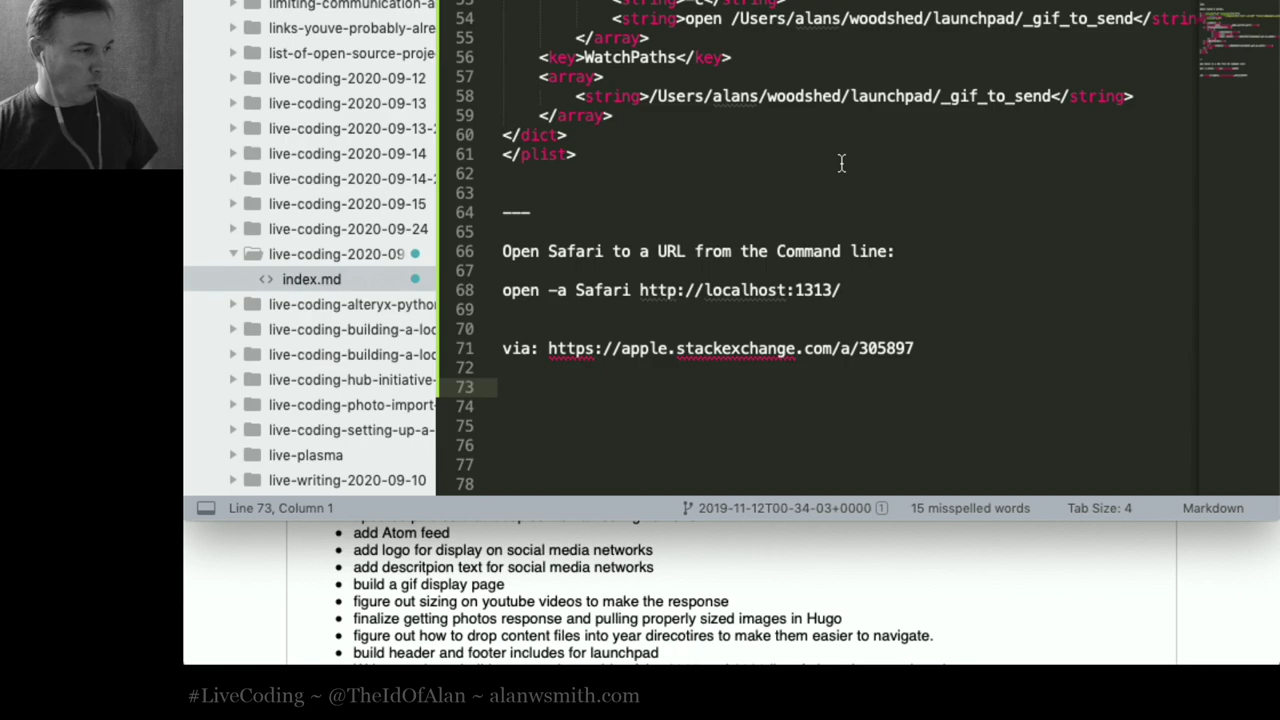 limiting-communication-a
links-youve-probably-alre
list-of-open-source-proje
live-coding-2020-09-12
live-coding-2020-09-13
live-coding-2020-09-13-2
live-coding-2020-09-14
live-coding-2020-09-14-2
live-coding-2020-09-15
live-coding-2020-09-24
live-coding-2020-09
index.md
live-coding-alteryx-python
live-coding-building-a-loc
live-coding-building-a-loc
live-coding-hub-initiative-
live-coding-photo-import-
live-coding-setting-up-a-
live-plasma
live-writing-2020-09-10
54 <string>open /Users/alans/woodshed/launchpad/_gif_to_send</strin
55 </array>
56 <key>WatchPaths</key>
57 <array>
58 <string>/Users/alans/woodshed/launchpad/_gif_to_send</string>
59 </array>
60 </dict>
61 </plist>
62
63
64 ---
65
66 Open Safari to a URL from the Command line:
67
68 open -a Safari http://localhost:1313/
69
70
71 via: https://apple.stackexchange.com/a/305897
72
73
74
75
76
77
78
Line 73, Column 1 2019-11-12T00-34-03+0000 1 15 misspelled words Tab Size: 4 Markdown
• add Atom feed
• add logo for display on social media networks
• add descritpion text for social media networks
• build a gif display page
• figure out sizing on youtube videos to make the response
• finalize getting photos response and pulling properly sized images in Hugo
• figure out how to drop content files into year direcotires to make them easier to navigate.
• build header and footer includes for launchpad
#LiveCoding ~ @TheIdOfAlan ~ alanwsmith.com